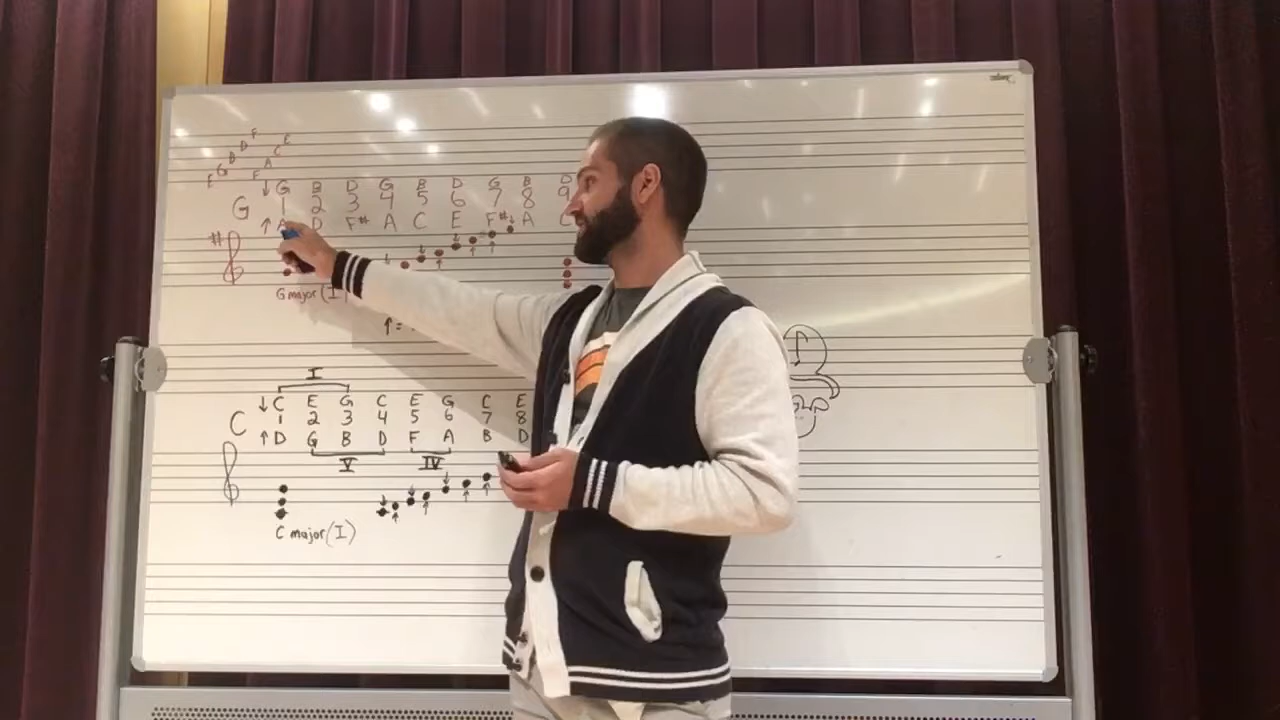 F
D E
B C
G A
E F
↓ G B D G B D G B D
G 1 2 3 4 5 6 7 8 9
↑ A D F# A C E F# A C
#
G major (I)
↑ =
I
↓ C E G C E G C E
C 1 2 3 4 5 6 7 8
↑ D G B D F A B D
V IV
C major (I)